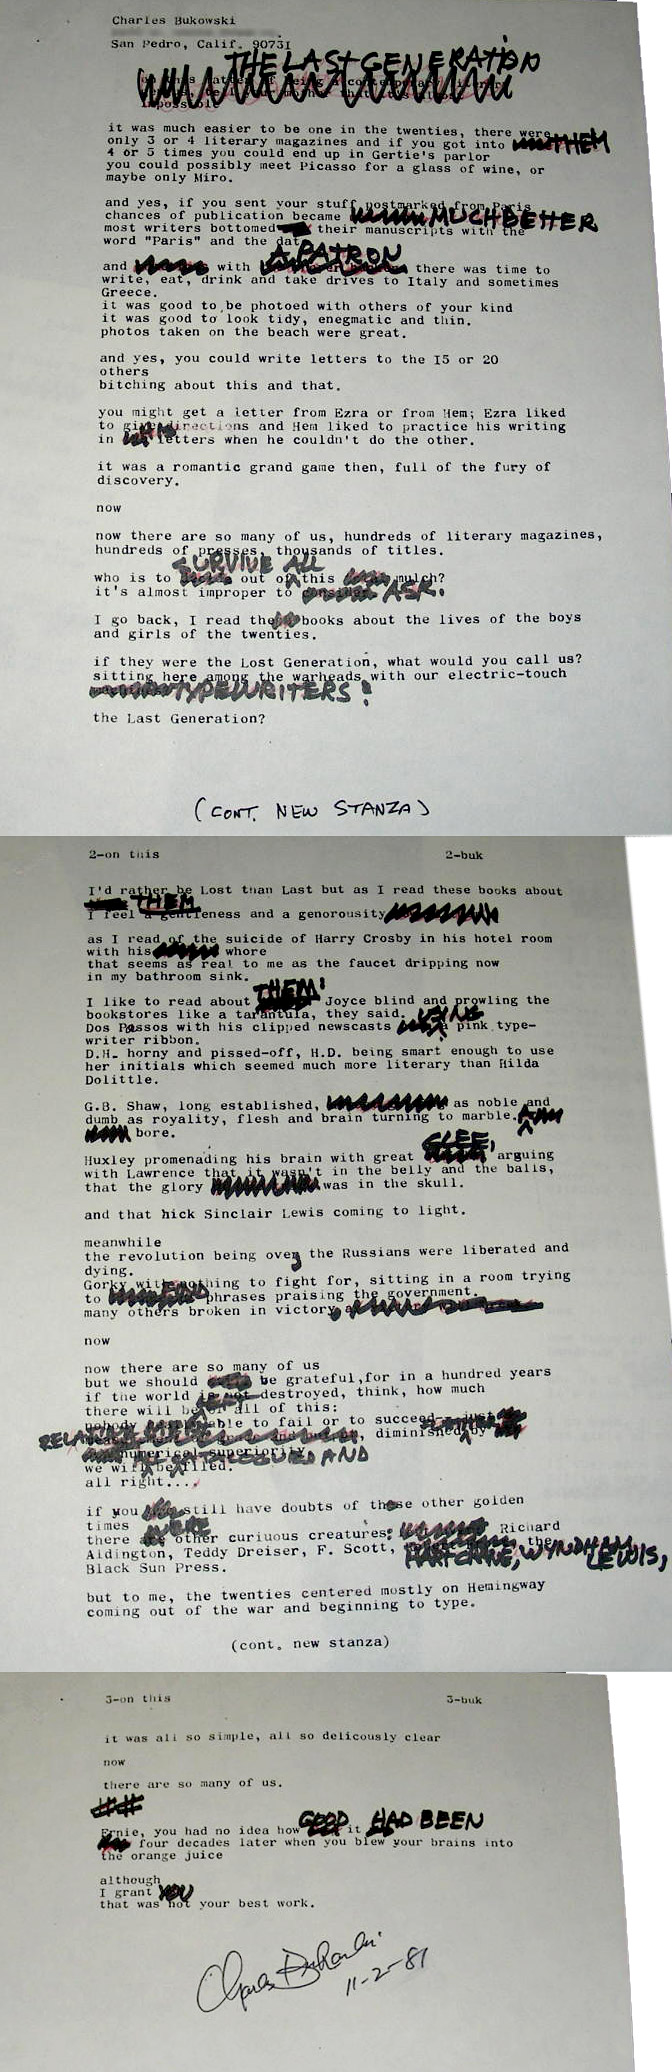 Charles Bukowski
San Pedro, Calif. 90731
THE LAST GENERATION
impossible
it was much easier to be one in the twenties, there were
only 3 or 4 literary magazines and if you got into THEM
4 or 5 times you could end up in Gertie's parlor
you could possibly meet Picasso for a glass of wine, or
maybe only Miro.
and yes, if you sent your stuff postmarked from Paris
chances of publication became MUCH BETTER
most writers bottomed their manuscripts with the
word "Paris" and the date
A PATRON
and with there was time to
write, eat, drink and take drives to Italy and sometimes
Greece.
it was good to be photoed with others of your kind
it was good to look tidy, enegmatic and thin.
photos taken on the beach were great.
and yes, you could write letters to the I5 or 20
others
bitching about this and that.
you might get a letter from Ezra or from Hem; Ezra liked
to give directions and Hem liked to practice his writing
in letters when he couldn't do the other.
it was a romantic grand game then, full of the fury of
discovery.
now
now there are so many of us, hundreds of literary magazines,
hundreds of presses, thousands of titles.
SURVIVE ALL
who is to out of this mulch?
it's almost improper to ASK.
I go back, I read the books about the lives of the boys
and girls of the twenties.
if they were the Lost Generation, what would you call us?
sitting here among the warheads with our electric-touch
TYPEWRITERS?
the Last Generation?
(CONT. NEW STANZA)
2-on this 2-buk
I'd rather be Lost than Last but as I read these books about
THEM
I feel a gentleness and a generousity
as I read of the suicide of Harry Crosby in his hotel room
with his whore
that seems as real to me as the faucet dripping now
in my bathroom sink.
I like to read about THEM: Joyce blind and prowling the
bookstores like a tarantula, they said.
Dos Passos with his clipped newscasts USING a pink type-
writer ribbon.
D.H. horny and pissed-off, H.D. being smart enough to use
her initials which seemed much more literary than Hilda
Dolittle.
G.B. Shaw, long established, as noble and
dumb as royality, flesh and brain turning to marble. A
bore.
Huxley promenading his brain with great GLEE, arguing
with Lawrence that it wasn't in the belly and the balls,
that the glory was in the skull.
and that hick Sinclair Lewis coming to light.
meanwhile
the revolution being over, the Russians were liberated and
dying.
Gorky with nothing to fight for, sitting in a room trying
to FIND phrases praising the government.
many others broken in victory
now
now there are so many of us
but we should be grateful, for in a hundred years
if the world is not destroyed, think, how much
there will be LEFT of all of this:
nobody able to fail or to succeed
diminished by
numerical superiority
CATALOGUED AND
we will be filed.
all right....
if you still have doubts of those other golden
times
there WERE other curiuous creatures: Richard
Aldington, Teddy Dreiser, F. Scott, HART CRANE, WYNDHAM LEWIS, the
Black Sun Press.
but to me, the twenties centered mostly on Hemingway
coming out of the war and beginning to type.
(cont. new stanza)
3-on this 3-buk
it was all so simple, all so delicously clear
now
there are so many of us.
Ernie, you had no idea how GOOD it HAD BEEN
four decades later when you blew your brains into
the orange juice
although
I grant YOU
that was not your best work.
Charles Bukowski
11-2-81